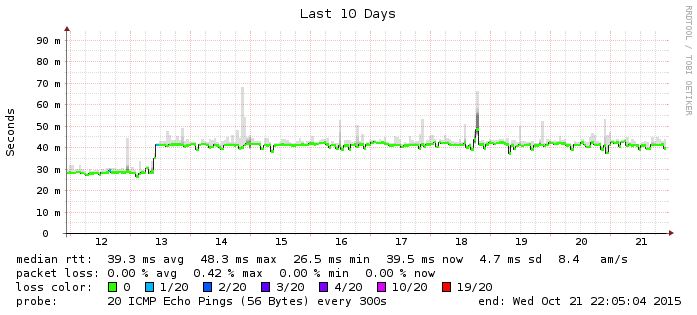 Last 10 Days
RRDTOOL / TOBI OETIKER
Seconds
90 m
80 m
70 m
60 m
50 m
40 m
30 m
20 m
10 m
0
12 13 14 15 16 17 18 19 20 21
median rtt: 39.3 ms avg 48.3 ms max 26.5 ms min 39.5 ms now 4.7 ms sd 8.4 am/s
packet loss: 0.00 % avg 0.42 % max 0.00 % min 0.00 % now
loss color: 0 1/20 2/20 3/20 4/20 10/20 19/20
probe: 20 ICMP Echo Pings (56 Bytes) every 300s end: Wed Oct 21 22:05:04 2015